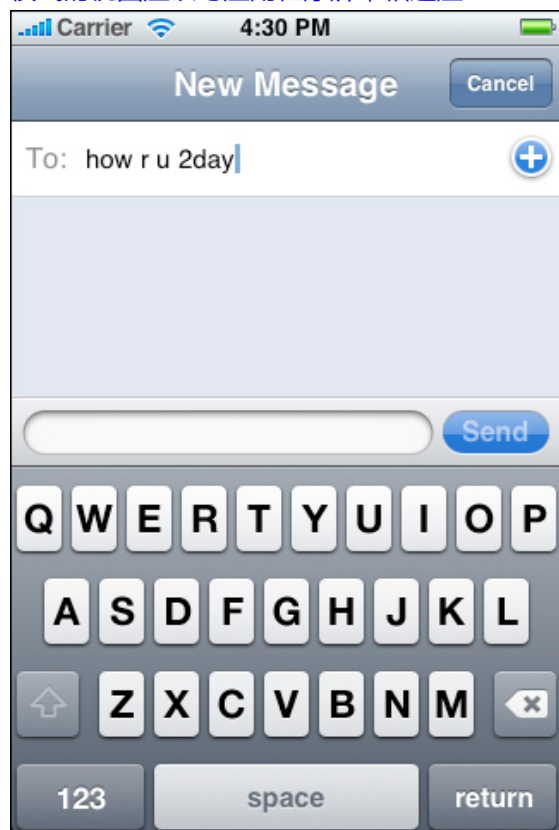 Carrier 4:30 PM
New Message Cancel
To: how r u 2day
Send
Q W E R T Y U I O P
A S D F G H J K L
Z X C V B N M
123 space return